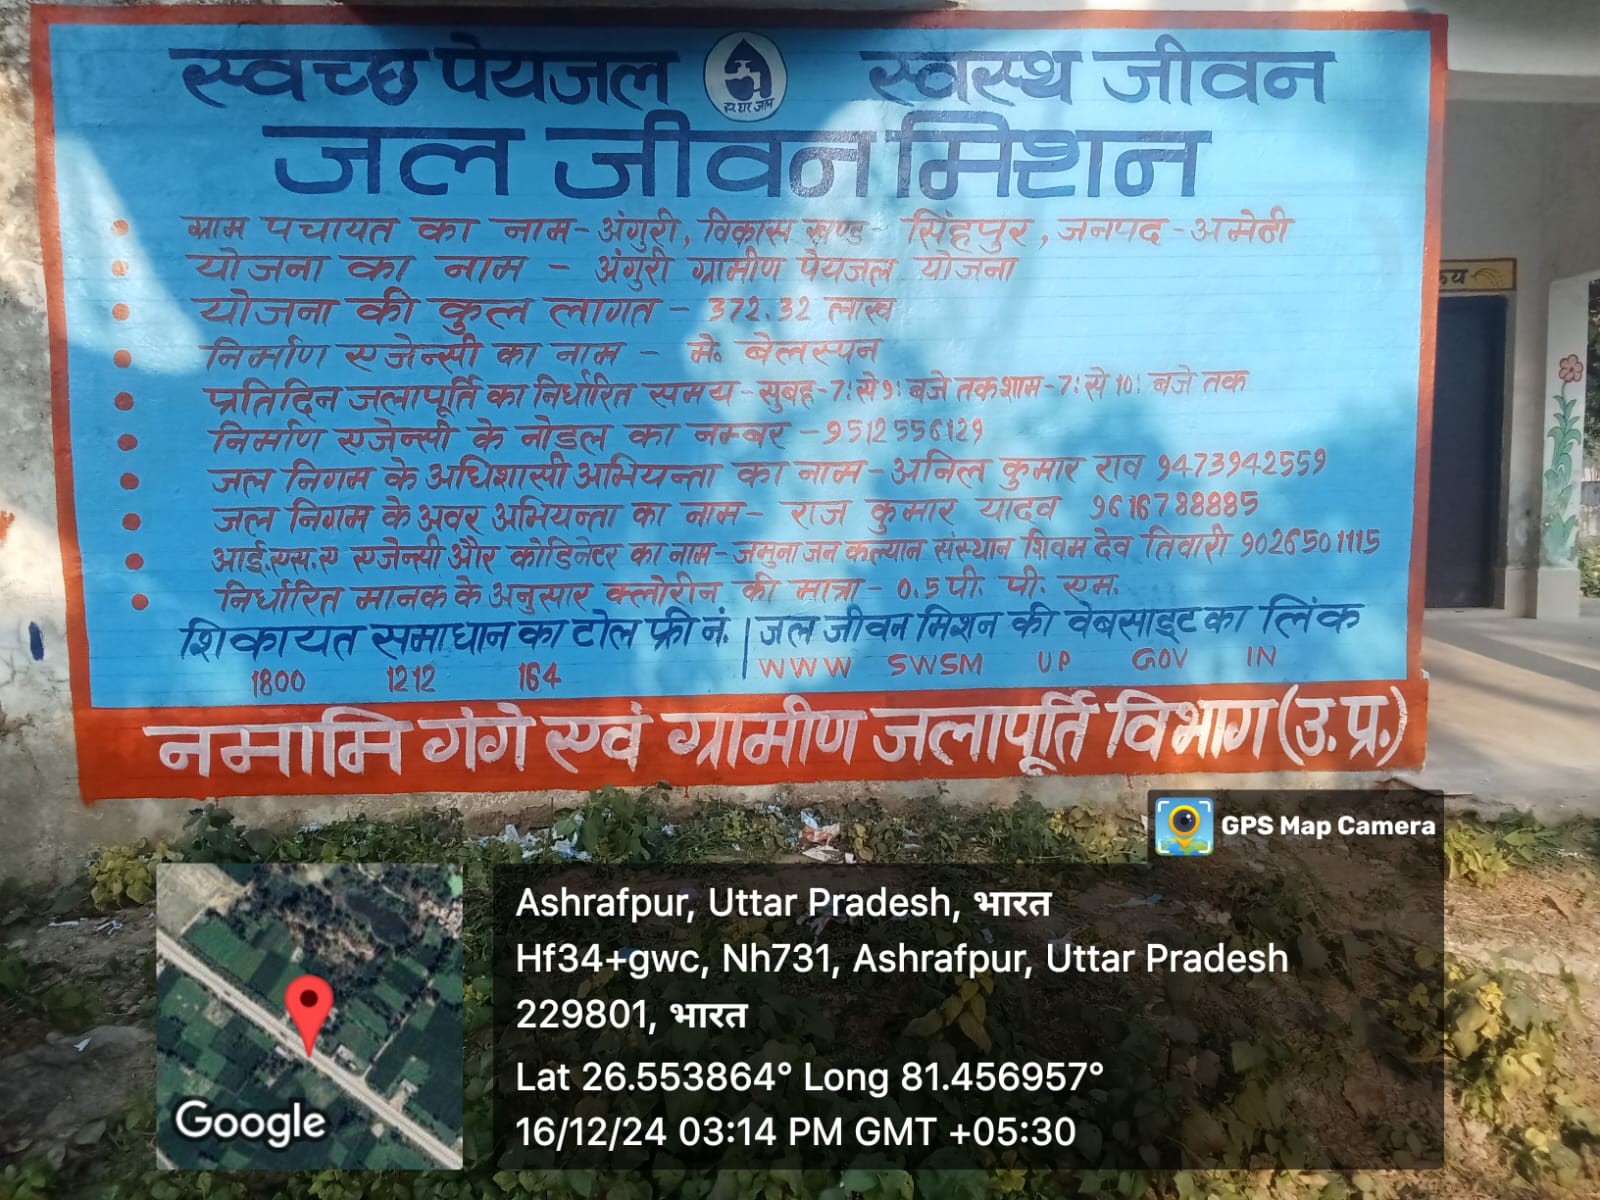 स्वच्छ पेयजल हर घर जल स्वस्थ जीवन
जल जीवन मिशन
ग्राम पंचायत का नाम- अंगुरी, विकास खण्ड- सिंहपुर, जनपद-अमेठी
योजना का नाम - अंगुरी ग्रामीण पेयजल योजना
योजना की कुल लागत - 372.32 लाख
निर्माण एजेन्सी का नाम - मे. बेलस्पन
प्रतिदिन जलापूर्ति का निर्धारित समय-सुबह-7: से 9: बजे तक शाम-7: से 10: बजे तक
निर्माण एजेन्सी के नोडल का नम्बर -9512556129
जल निगम के अधिशासी अभियन्ता का नाम-अनिल कुमार राव 9473942559
जल निगम के अवर अभियन्ता का नाम- राज कुमार यादव 9616788885
आई.एस.ए एजेन्सी और कोडिनेटर का नाम-जमुना जन कल्यान संस्थान शिवम देव तिवारी 9026501115
निर्धारित मानक के अनुसार क्लोरीन की मात्रा- 0.5 पी. पी. एम.
शिकायत समाधान का टोल फ्री नं. | जल जीवन मिशन की वेबसाइट का लिंक
1800 1212 164 WWW SWSM UP GOV IN
नमामि गंगे एवं ग्रामीण जलापूर्ति विभाग (उ.प्र.)
GPS Map Camera
Ashrafpur, Uttar Pradesh, भारत
Hf34+gwc, Nh731, Ashrafpur, Uttar Pradesh
229801, भारत
Lat 26.553864° Long 81.456957°
16/12/24 03:14 PM GMT +05:30
Google